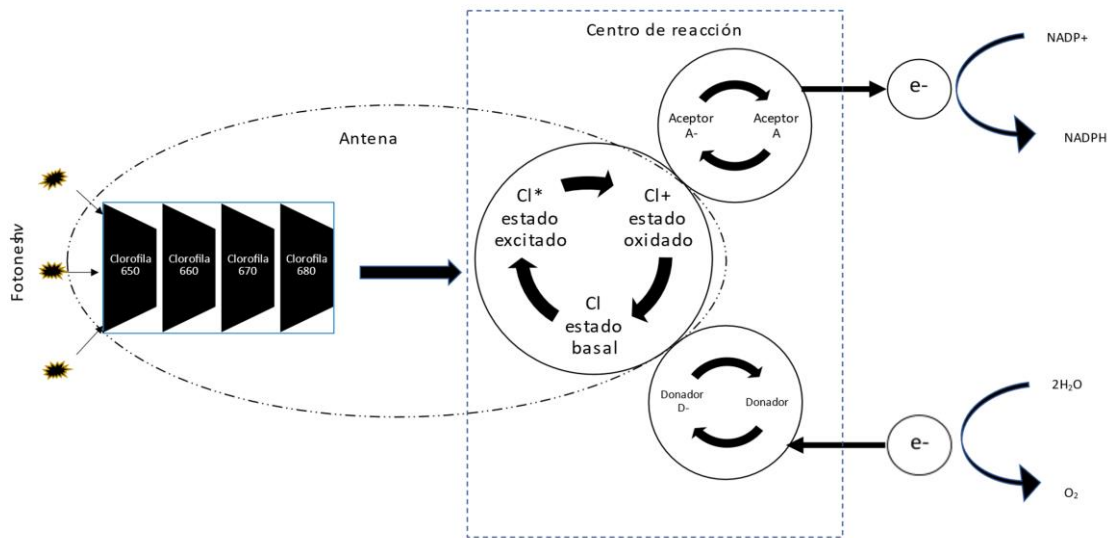 Centro de reacción
NADP+
e-
Aceptor
A-
Aceptor
A
NADPH
Antena
Fotones hv
Clorofila
650
Clorofila
660
Clorofila
670
Clorofila
680
Cl*
estado
excitado
Cl+
estado
oxidado
Cl
estado
basal
Donador
D-
Donador
2H₂O
e-
O₂